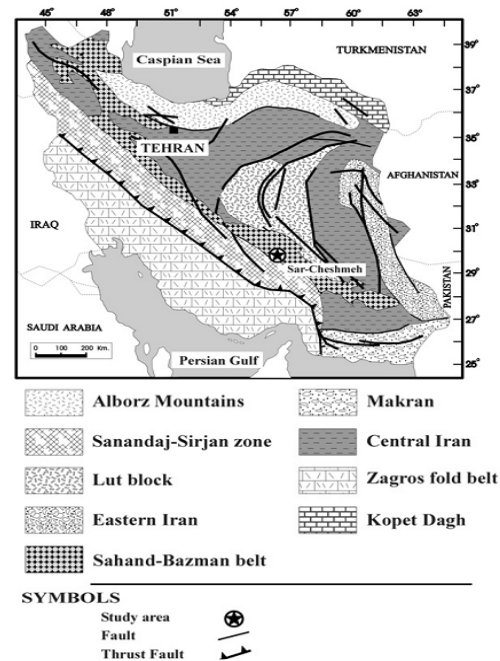 45° 51° 57° 60° 63°
39°
TURKMENISTAN
Caspian Sea
37°
35°
TEHRAN
AFGHANISTAN
33°
IRAQ
31°
Sar-Cheshmeh
29°
PAKISTAN
SAUDI ARABIA
27°
0 100 200 Km.
Persian Gulf
25°
Alborz Mountains
Makran
Sanandaj-Sirjan zone
Central Iran
Lut block
Zagros fold belt
Eastern Iran
Kopet Dagh
Sahand-Bazman belt
SYMBOLS
Study area
Fault
Thrust Fault